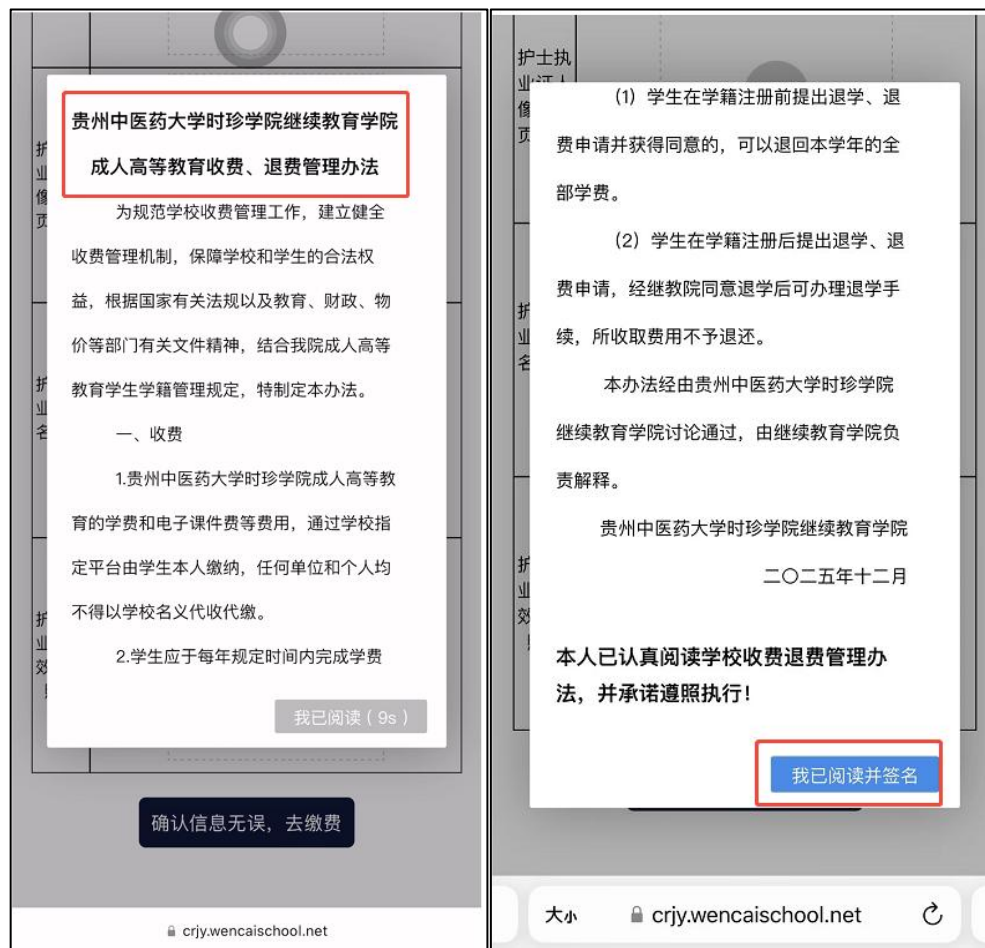 贵州中医药大学时珍学院继续教育学院
成人高等教育收费、退费管理办法
为规范学校收费管理工作，建立健全
收费管理机制，保障学校和学生的合法权
益，根据国家有关法规以及教育、财政、物
价等部门有关文件精神，结合我院成人高等
教育学生学籍管理规定，特制定本办法。
一、收费
1.贵州中医药大学时珍学院成人高等教
育的学费和电子课件费等费用，通过学校指
定平台由学生本人缴纳，任何单位和个人均
不得以学校名义代收代缴。
2.学生应于每年规定时间内完成学费
我已阅读（9s）
确认信息无误，去缴费
crjy.wencaischool.net
护士执
（1）学生在学籍注册前提出退学、退
费申请并获得同意的，可以退回本学年的全
部学费。
（2）学生在学籍注册后提出退学、退
费申请，经继教院同意退学后可办理退学手
续，所收取费用不予退还。
本办法经由贵州中医药大学时珍学院
继续教育学院讨论通过，由继续教育学院负
责解释。
贵州中医药大学时珍学院继续教育学院
二〇二五年十二月
本人已认真阅读学校收费退费管理办
法，并承诺遵照执行！
我已阅读并签名
大小
crjy.wencaischool.net